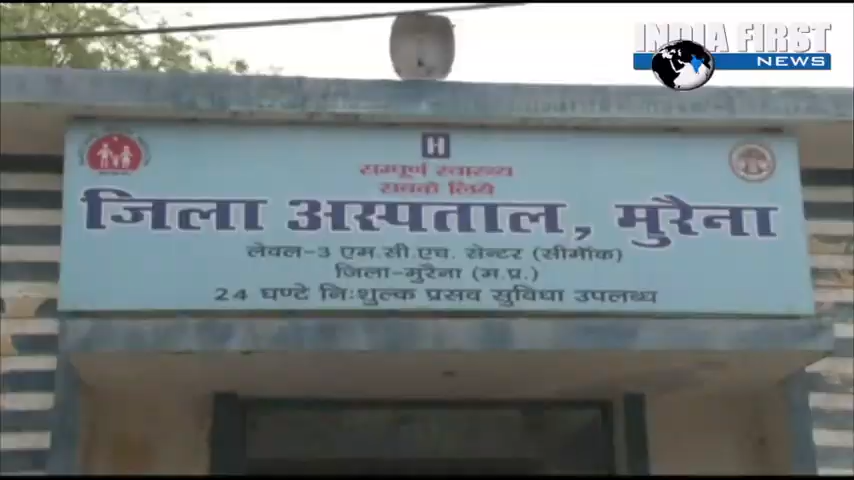 INDIA FIRST
NEWS
H
सम्पूर्ण स्वास्थ्य
सबको लिये
जिला अस्पताल, मुरैना
लेवल-3 एम.सी.एच. सेन्टर (सीमॉक)
जिला-मुरैना (म.प्र.)
24 घण्टे निःशुल्क प्रसव सुविधा उपलब्ध